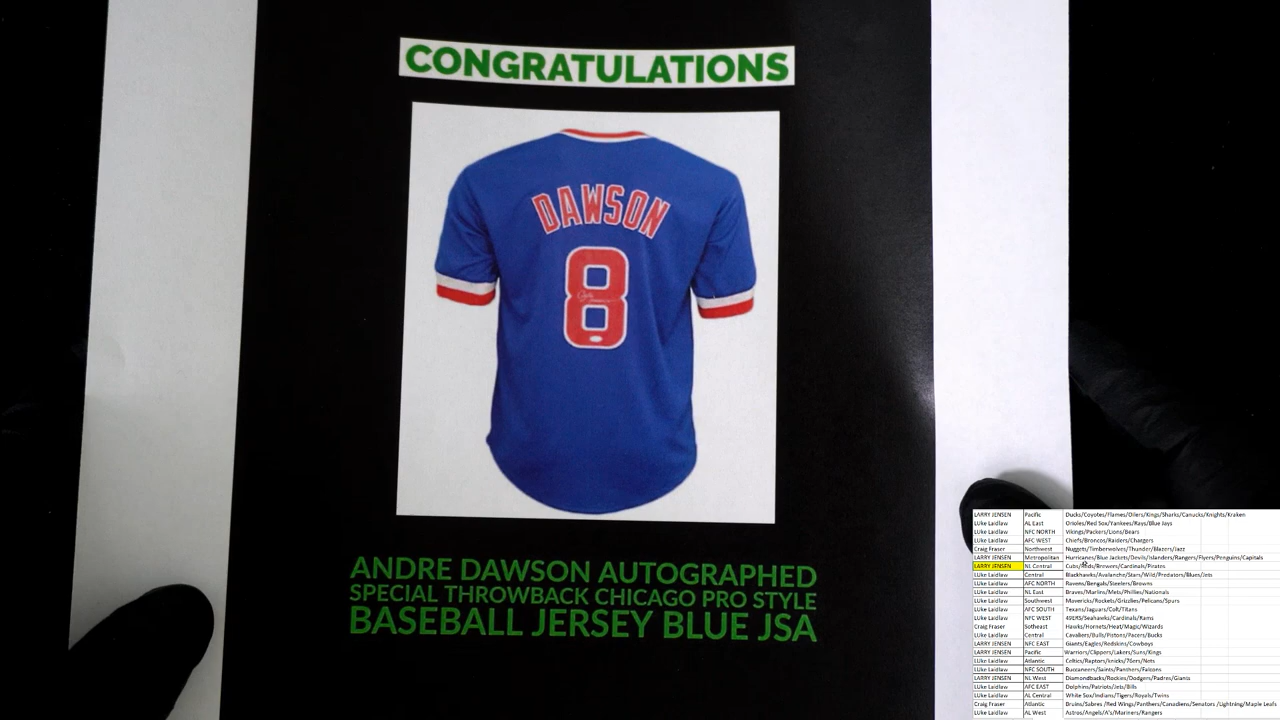 CONGRATULATIONS
DAWSON
8
DAWSON
THROWBACK STYLE
BASEBALL JERSEY BLUE JSA
LARRY JENSEN Pacific Ducks/Coyotes/Flames/Oilers/Kings/Sharks/Canucks/Knights/Kraken
LUke Laidlaw AL East Orioles/Red Sox/Yankees/Rays/Blue Jays
LUke Laidlaw NFC NORTH Vikings/Packers/Lions/Bears
LUke Laidlaw AFC WEST Chiefs/Broncos/Raiders/Chargers
Craig Fraser Northwest Nuggets/Timberwolves/Thunder/Blazers/Jazz
LARRY JENSEN Metropolitan Hurricanes/Blue Jackets/Devils/Islanders/Rangers/Flyers/Penguins/Capitals
LARRY JENSEN NL Central Cubs/Reds/Brewers/Cardinals/Pirates
LUke Laidlaw Central Blackhawks/Avalanche/Stars/Wild/Predators/Blues/Jets
LUke Laidlaw AFC NORTH Ravens/Bengals/Steelers/Browns
LUke Laidlaw NL East Braves/Marlins/Mets/Phillies/Nationals
LUke Laidlaw Southwest Mavericks/Rockets/Grizzlies/Pelicans/Spurs
LUke Laidlaw AFC SOUTH Texans/Jaguars/Colt/Titans
LUke Laidlaw NFC WEST 49ERS/Seahawks/Cardinals/Rams
Craig Fraser Sotheast Hawks/Hornets/Heat/Magic/Wizards
LUke Laidlaw Central Cavaliers/Bulls/Pistons/Pacers/Bucks
LARRY JENSEN NFC EAST Giants/Eagles/Redskins/Cowboys
LARRY JENSEN Pacific Warriors/Clippers/Lakers/Suns/Kings
LUke Laidlaw Atlantic Celtics/Raptors/knicks/76ers/Nets
LUke Laidlaw NFC SOUTH Buccaneers/Saints/Panthers/Falcons
LARRY JENSEN NL West Diamondbacks/Rockies/Dodgers/Padres/Giants
LUke Laidlaw AFC EAST Dolphins/Patriots/Jets/Bills
LUke Laidlaw AL Central White Sox/Indians/Tigers/Royals/Twins
Craig Fraser Atlantic Bruins/Sabres /Red Wings/Panthers/Canadiens/Senators /Lightning/Maple Leafs
LUke Laidlaw AL West Astros/Angels/A's/Mariners/Rangers